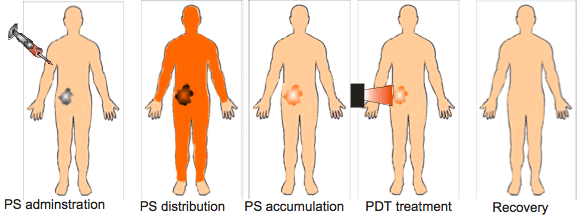 PS adminstration
PS distribution
PS accumulation
PDT treatment
Recovery